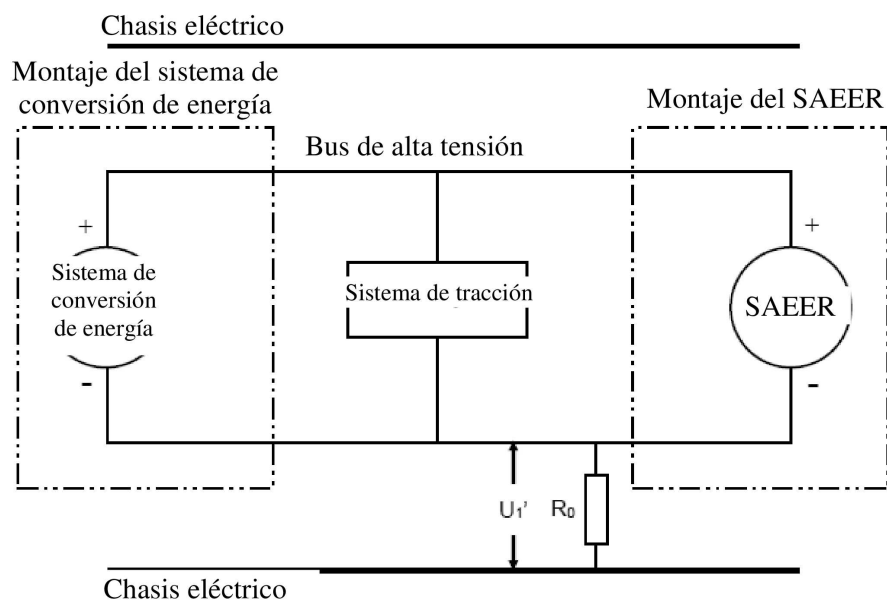 Chasis eléctrico
Montaje del sistema de
conversión de energía
Montaje del SAEER
Bus de alta tensión
+
+
Sistema de
conversión
de energía
Sistema de tracción
SAEER
-
-
U₁'
R₀
Chasis eléctrico